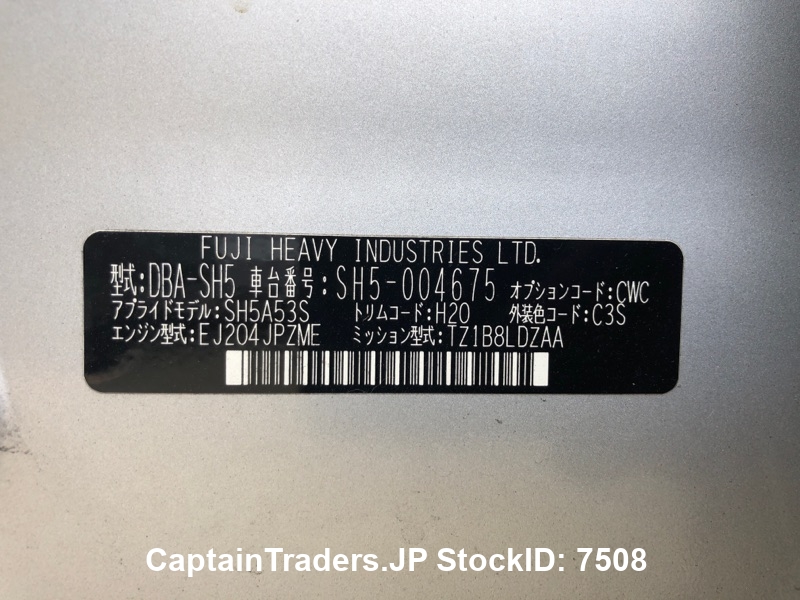 FUJI HEAVY INDUSTRIES LTD.
型式:DBA-SH5 車台番号:SH5-004675 オプションコード:CWC
アプライドモデル:SH5A53S トリムコード:H20 外装色コード:C3S
エンジン型式:EJ204JPZME ミッション型式:TZ1B8LDZAA
CaptainTraders.JP StockID: 7508